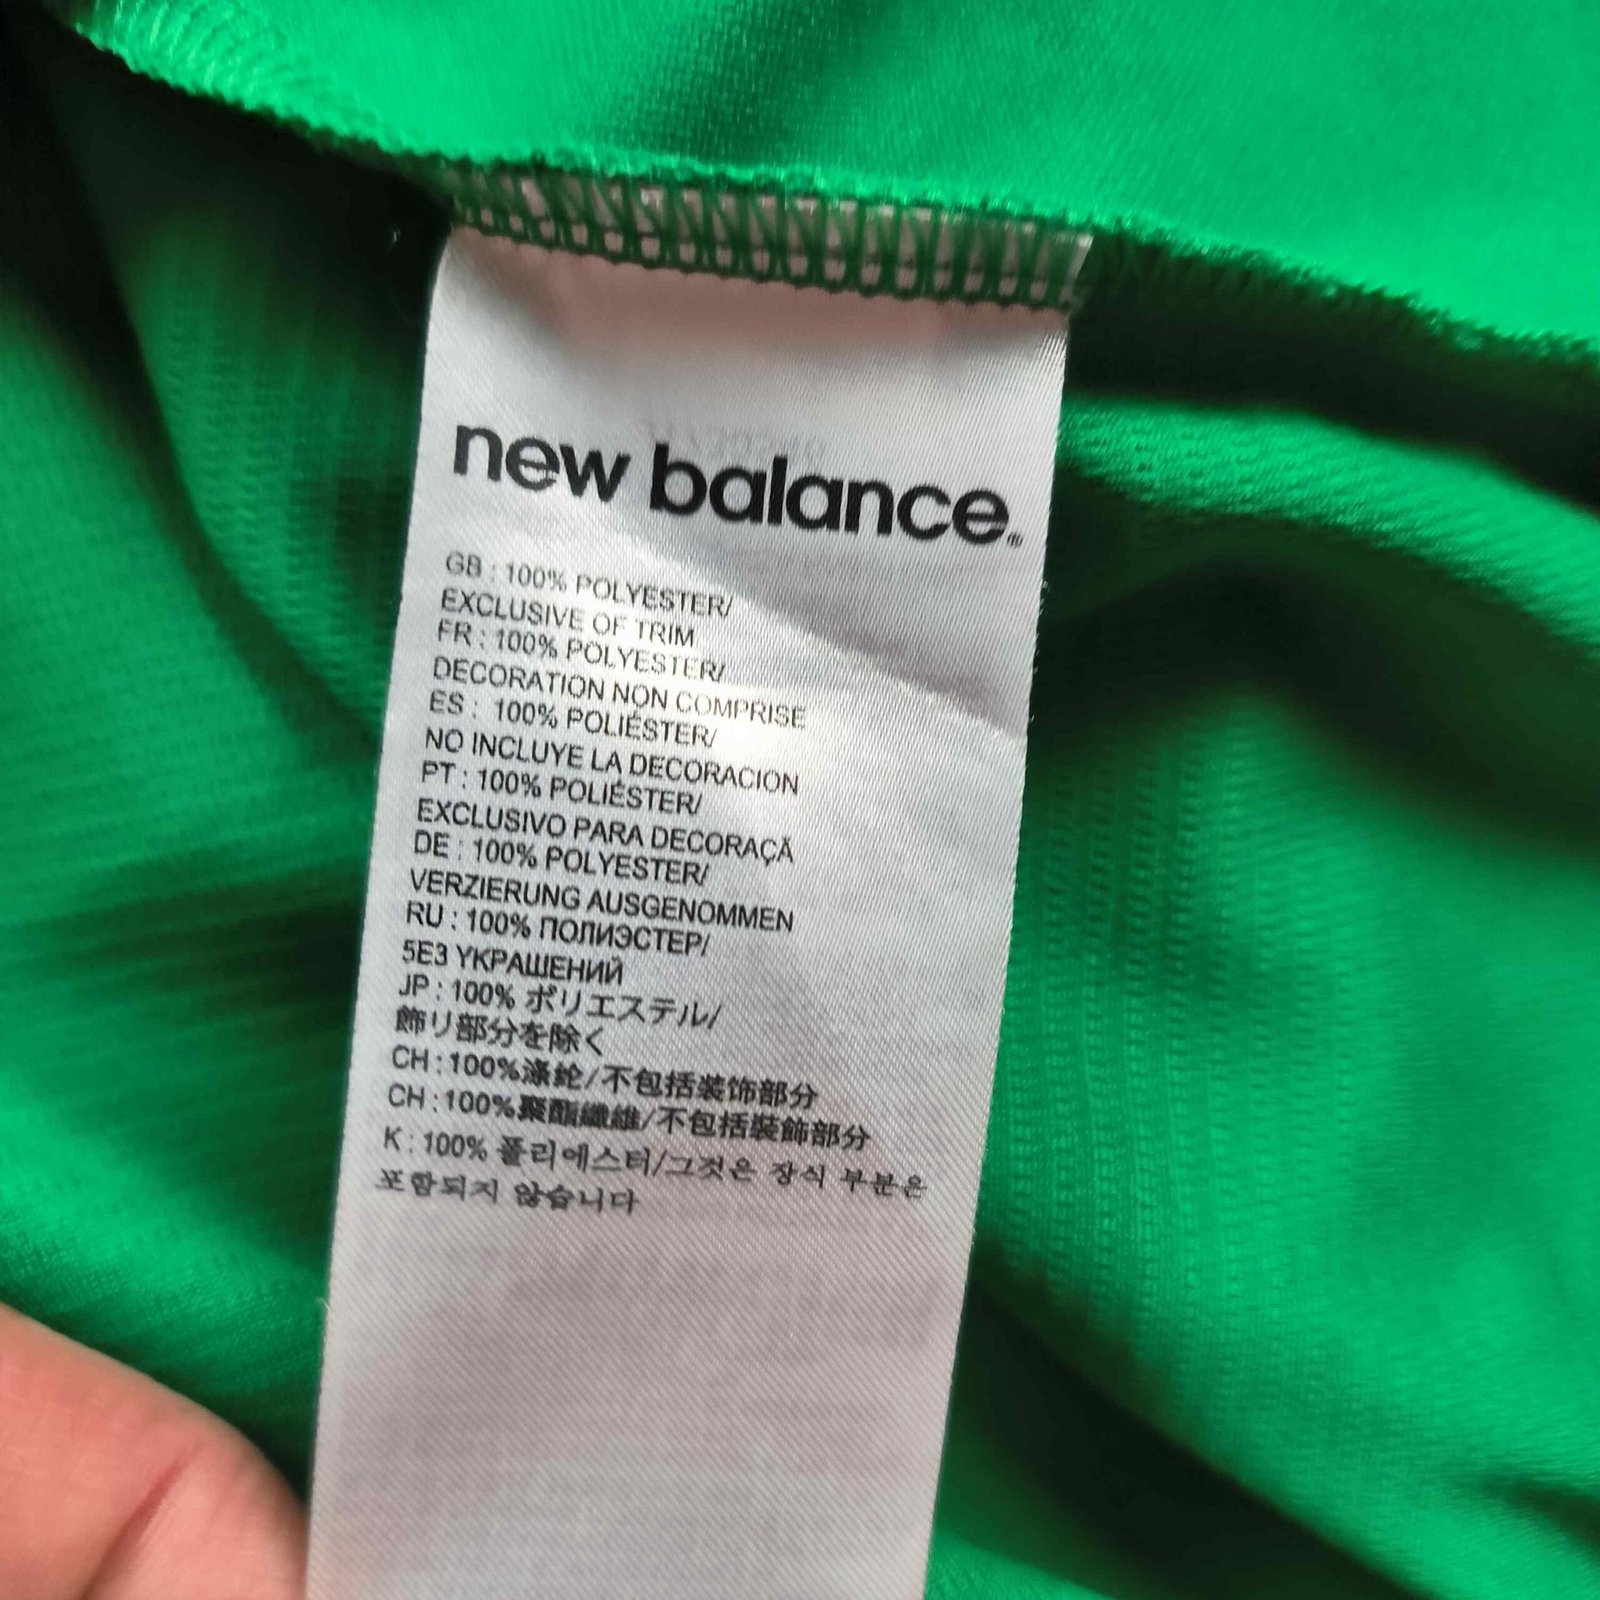 new balance®
GB : 100% POLYESTER/
EXCLUSIVE OF TRIM
FR : 100% POLYESTER/
DECORATION NON COMPRISE
ES : 100% POLIÉSTER/
NO INCLUYE LA DECORACION
PT : 100% POLIÉSTER/
EXCLUSIVO PARA DECORAÇÃ
DE : 100% POLYESTER/
VERZIERUNG AUSGENOMMEN
RU : 100% ПОЛИЭСТЕР/
5E3 УКРАШЕНИЙ
JP : 100% ポリエステル/
飾り部分を除く
CH : 100%涤纶/不包括装饰部分
CH : 100%聚酯纖維/不包括裝飾部分
K : 100% 폴리에스터/그것은 장식 부분은
포함되지 않습니다